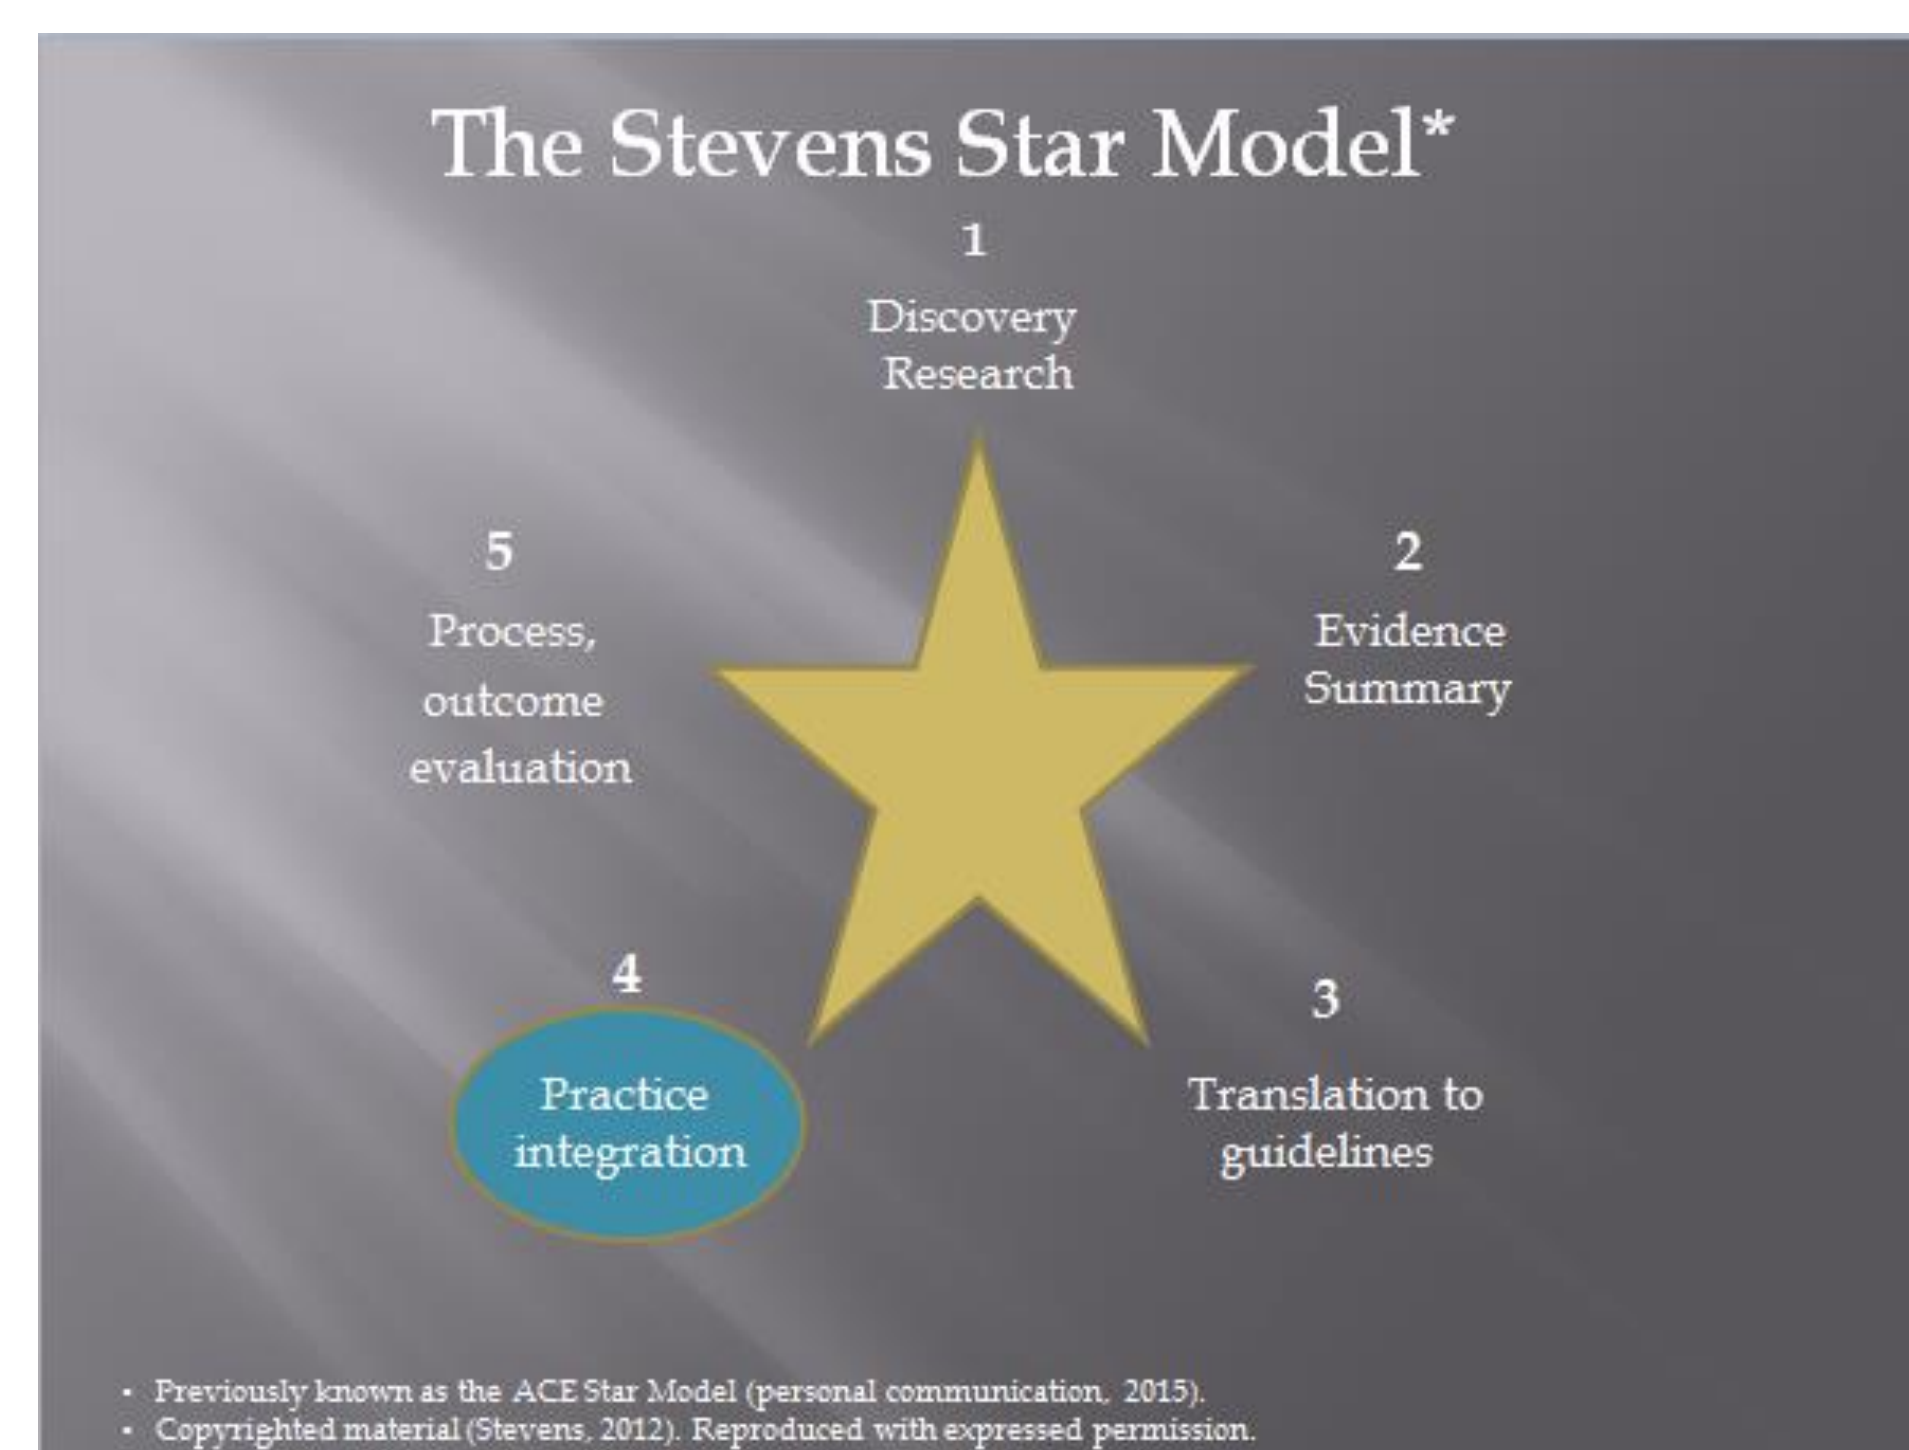 The Stevens Star Model*
1
Discovery
Research
2
Evidence
Summary
3
Translation to
guidelines
4
Practice
integration
5
Process,
outcome
evaluation
• Previously known as the ACE Star Model (personal communication, 2015).
• Copyrighted material (Stevens, 2012). Reproduced with expressed permission.